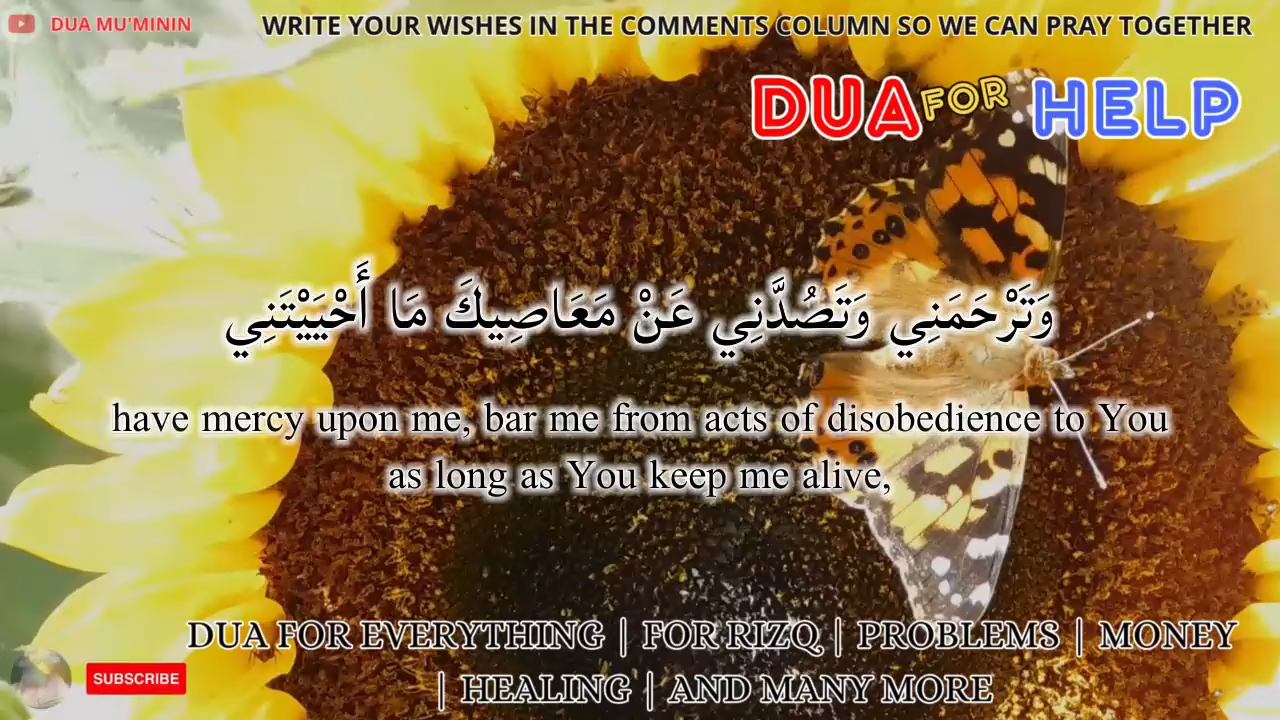 DUA MU'MININ
WRITE YOUR WISHES IN THE COMMENTS COLUMN SO WE CAN PRAY TOGETHER
DUA FOR HELP
وَتَرْحَمَنِي وَتَصُدَّنِي عَنْ مَعَاصِيكَ مَا أَحْيَيْتَنِي
have mercy upon me, bar me from acts of disobedience to You
as long as You keep me alive,
DUA FOR EVERYTHING | FOR RIZQ | PROBLEMS | MONEY
| HEALING | AND MANY MORE
SUBSCRIBE